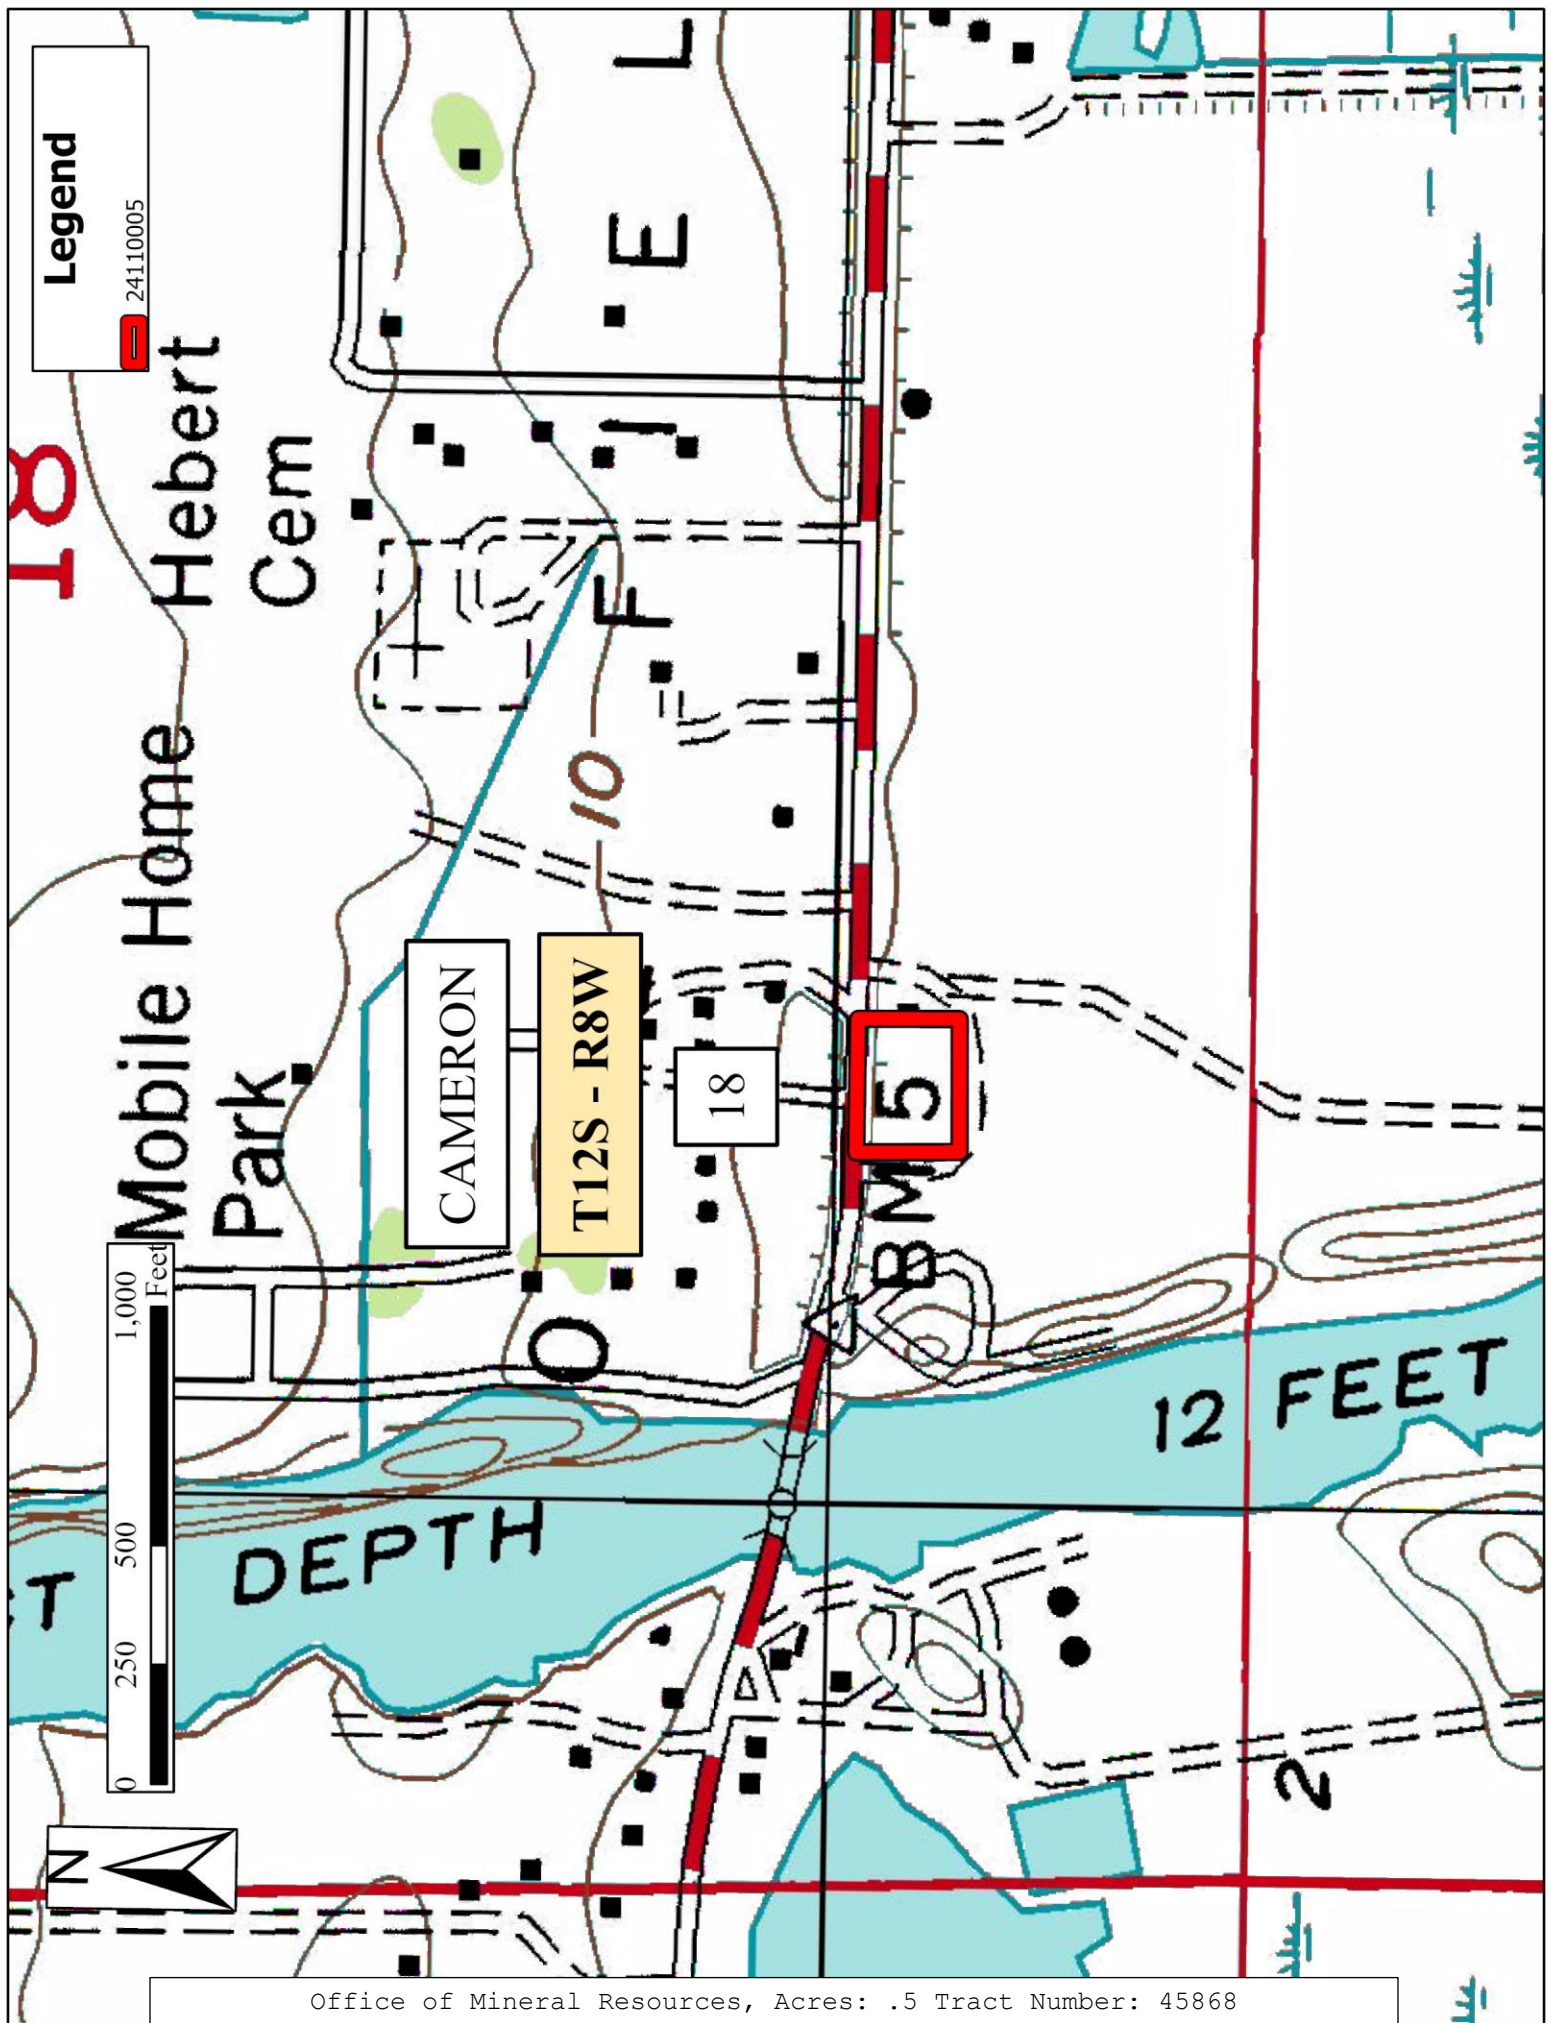 Legend
24110005
18
Hebert
Cem
Mobile Home
Park
O F J E L
10
CAMERON
T12S - R8W
18
BM 5
0 250 500 1,000
Feet
N
CT
DEPTH
12 FEET
2
Office of Mineral Resources, Acres: .5 Tract Number: 45868